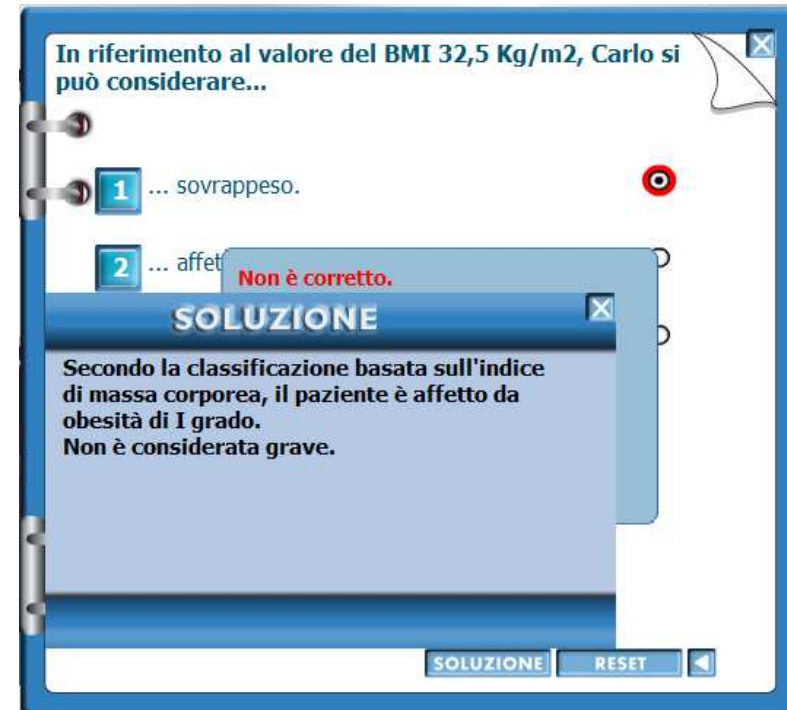 In riferimento al valore del BMI 32,5 Kg/m2, Carlo si
può considerare...
1 ... sovrappeso.
2 ... affet
Non è corretto.
SOLUZIONE
Secondo la classificazione basata sull'indice
di massa corporea, il paziente è affetto da
obesità di I grado.
Non è considerata grave.
SOLUZIONE RESET